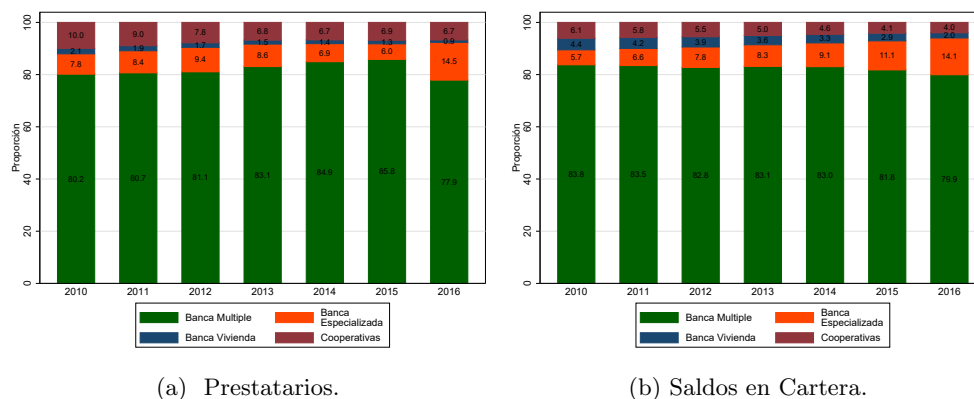 100
80
60
40
20
0
Proporción
10.0 9.0 7.8 6.8 6.7 6.9 6.7
2.1 1.9 1.7 1.5 1.4 1.3 0.9
7.8 8.4 9.4 8.6 6.9 6.0 14.5
80.2 80.7 81.1 83.1 84.9 85.8 77.9
2010 2011 2012 2013 2014 2015 2016
Banca Multiple Banca Especializada
Banca Vivienda Cooperativas
(a) Prestatarios.
100
80
60
40
20
0
Proporción
6.1 5.8 5.5 5.0 4.6 4.1 4.0
4.4 4.2 3.9 3.6 3.3 2.9 2.0
5.7 6.6 7.8 8.3 9.1 11.1 14.1
83.8 83.5 82.8 83.1 83.0 81.8 79.9
2010 2011 2012 2013 2014 2015 2016
Banca Multiple Banca Especializada
Banca Vivienda Cooperativas
(b) Saldos en Cartera.